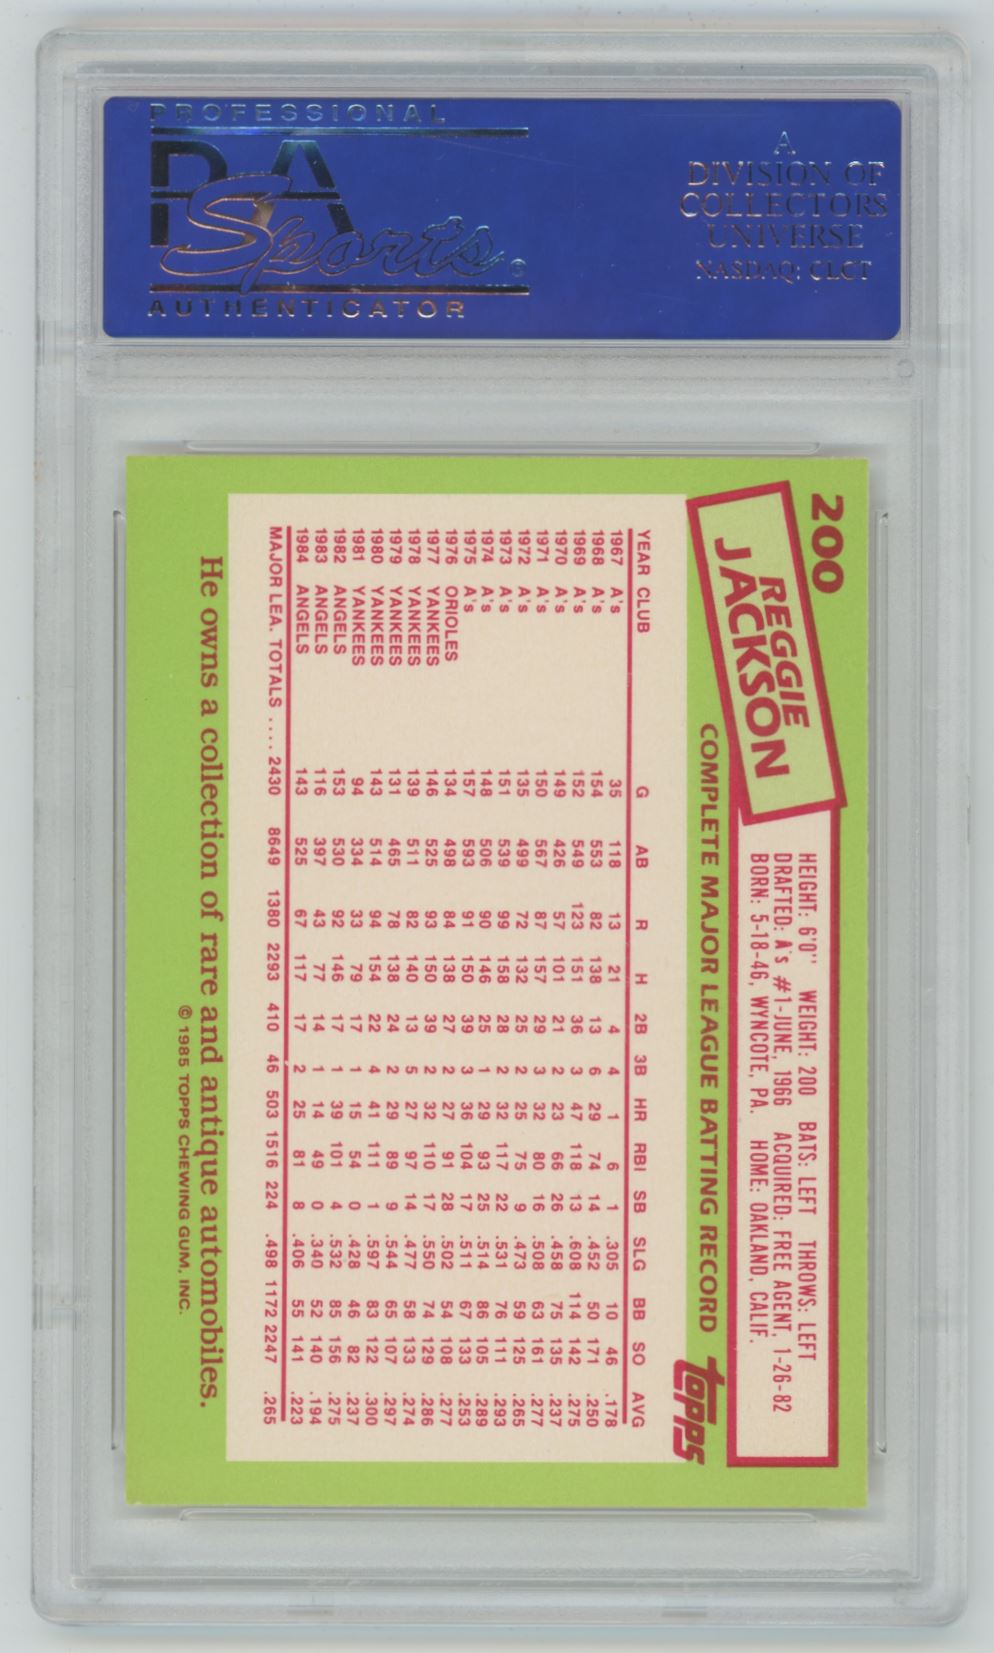 PROFESSIONAL
PSA
Sports®
AUTHENTICATOR
A
DIVISION OF
COLLECTORS
UNIVERSE
NASDAQ: CLCT
200
REGGIE
JACKSON
HEIGHT: 6'0" WEIGHT: 200 BATS: LEFT THROWS: LEFT
DRAFTED: A's #1-JUNE, 1966 ACQUIRED: FREE AGENT, 1-26-82
BORN: 5-18-46, WYNCOTE, PA. HOME: OAKLAND, CALIF.
COMPLETE MAJOR LEAGUE BATTING RECORD
topps
YEAR CLUB G AB R H 2B 3B HR RBI SB SLG BB SO AVG
1967 A's 35 118 13 21 4 4 1 6 1 .305 10 46 .178
1968 A's 154 553 82 138 13 6 29 74 14 .452 50 171 .250
1969 A's 152 549 123 151 36 3 47 118 13 .608 114 142 .275
1970 A's 149 426 57 101 21 2 23 66 26 .458 75 135 .237
1971 A's 150 567 87 157 29 3 32 80 16 .508 63 161 .277
1972 A's 135 499 72 132 25 2 25 75 9 .473 59 125 .265
1973 A's 151 539 99 158 28 2 32 117 22 .531 76 111 .293
1974 A's 148 506 90 146 25 1 29 93 25 .514 86 105 .289
1975 A's 157 593 91 150 39 3 36 104 17 .511 67 133 .253
1976 ORIOLES 134 498 84 138 27 2 27 91 28 .502 54 108 .277
1977 YANKEES 146 525 93 150 39 2 32 110 17 .550 74 129 .286
1978 YANKEES 139 511 82 140 13 5 27 97 14 .477 58 133 .274
1979 YANKEES 131 465 78 138 24 2 29 89 9 .544 65 107 .297
1980 YANKEES 143 514 94 154 22 4 41 111 1 .597 83 122 .300
1981 YANKEES 94 334 33 79 17 1 15 54 0 .428 46 82 .237
1982 ANGELS 153 530 92 146 17 1 39 101 4 .532 85 156 .275
1983 ANGELS 116 397 43 77 14 1 14 49 0 .340 52 140 .194
1984 ANGELS 143 525 67 117 17 2 25 81 8 .406 55 141 .223
MAJOR LEA. TOTALS .... 2430 8649 1380 2293 410 46 503 1516 224 .498 1172 2247 .265
He owns a collection of rare and antique automobiles.
© 1985 TOPPS CHEWING GUM, INC.